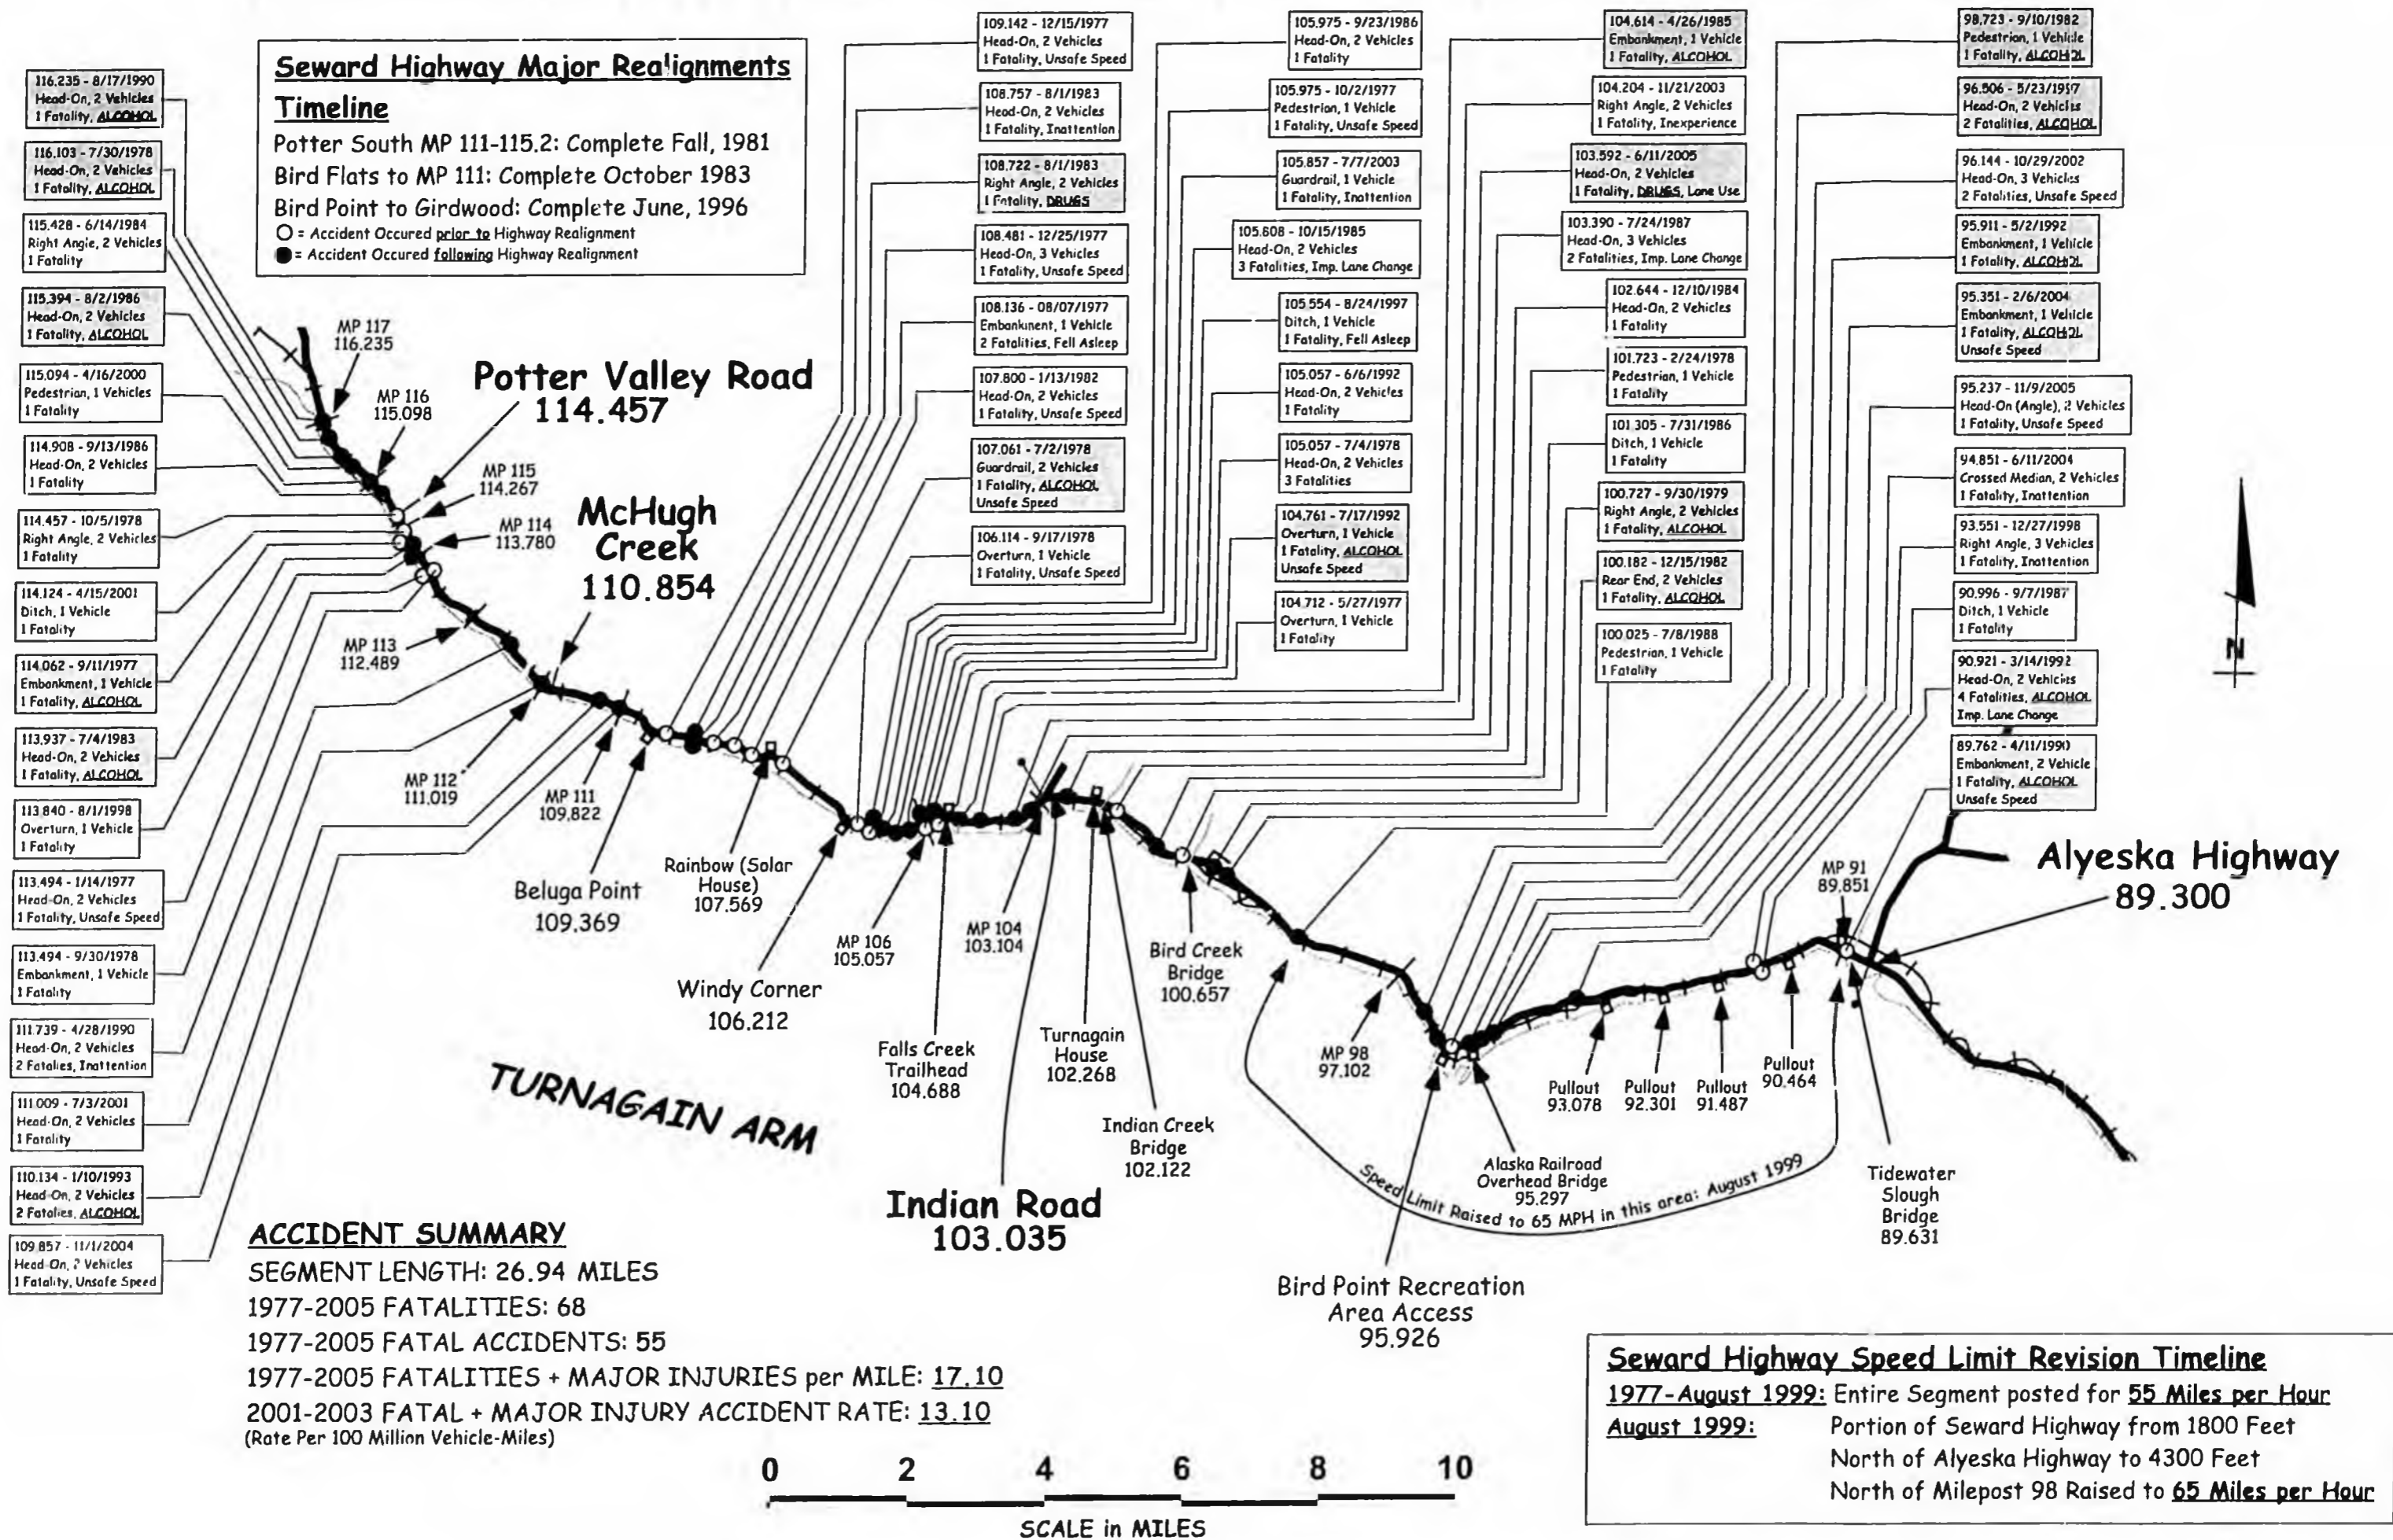 Seward Highway Major Realignments
Timeline
Potter South MP 111-115.2: Complete Fall, 1981
Bird Flats to MP 111: Complete October 1983
Bird Point to Girdwood: Complete June, 1996
O = Accident Occured prior to Highway Realignment
● = Accident Occured following Highway Realignment
116.235 - 8/17/1990
Head-On, 2 Vehicles
1 Fatality, ALCOHOL
116.103 - 7/30/1978
Head-On, 2 Vehicles
1 Fatality, ALCOHOL
115.428 - 6/14/1984
Right Angle, 2 Vehicles
1 Fatality
115.394 - 8/2/1986
Head-On, 2 Vehicles
1 Fatality, ALCOHOL
115.094 - 4/16/2000
Pedestrian, 1 Vehicles
1 Fatality
114.908 - 9/13/1986
Head-On, 2 Vehicles
1 Fatality
114.457 - 10/5/1978
Right Angle, 2 Vehicles
1 Fatality
114.124 - 4/15/2001
Ditch, 1 Vehicle
1 Fatality
114.062 - 9/11/1977
Embankment, 1 Vehicle
1 Fatality, ALCOHOL
113.937 - 7/4/1983
Head-On, 2 Vehicles
1 Fatality, ALCOHOL
113.840 - 8/1/1998
Overturn, 1 Vehicle
1 Fatality
113.494 - 1/14/1977
Head-On, 2 Vehicles
1 Fatality, Unsafe Speed
113.494 - 9/30/1978
Embankment, 1 Vehicle
1 Fatality
111.739 - 4/28/1990
Head-On, 2 Vehicles
2 Fatalies, Inattention
111.009 - 7/3/2001
Head-On, 2 Vehicles
1 Fatality
110.134 - 1/10/1993
Head-On, 2 Vehicles
2 Fatalies, ALCOHOL
109.857 - 11/1/2004
Head-On, 2 Vehicles
1 Fatality, Unsafe Speed
109.142 - 12/15/1977
Head-On, 2 Vehicles
1 Fatality, Unsafe Speed
108.757 - 8/1/1983
Head-On, 2 Vehicles
1 Fatality, Inattention
108.722 - 8/1/1983
Right Angle, 2 Vehicles
1 Fatality, DRUGS
108.481 - 12/25/1977
Head-On, 3 Vehicles
1 Fatality, Unsafe Speed
108.136 - 08/07/1977
Embankment, 1 Vehicle
2 Fatalities, Fell Asleep
107.800 - 1/13/1982
Head-On, 2 Vehicles
1 Fatality, Unsafe Speed
107.061 - 7/2/1978
Guardrail, 2 Vehicles
1 Fatality, ALCOHOL
Unsafe Speed
106.114 - 9/17/1978
Overturn, 1 Vehicle
1 Fatality, Unsafe Speed
105.975 - 9/23/1986
Head-On, 2 Vehicles
1 Fatality
105.975 - 10/2/1977
Pedestrian, 1 Vehicle
1 Fatality, Unsafe Speed
105.857 - 7/7/2003
Guardrail, 1 Vehicle
1 Fatality, Inattention
105.608 - 10/15/1985
Head-On, 2 Vehicles
3 Fatalities, Imp. Lane Change
105.554 - 8/24/1997
Ditch, 1 Vehicle
1 Fatality, Fell Asleep
105.057 - 6/6/1992
Head-On, 2 Vehicles
1 Fatality
105.057 - 7/4/1978
Head-On, 2 Vehicles
3 Fatalities
104.761 - 7/17/1992
Overturn, 1 Vehicle
1 Fatality, ALCOHOL
Unsafe Speed
104.712 - 5/27/1977
Overturn, 1 Vehicle
1 Fatality
104.614 - 4/26/1985
Embankment, 1 Vehicle
1 Fatality, ALCOHOL
104.204 - 11/21/2003
Right Angle, 2 Vehicles
1 Fatality, Inexperience
103.592 - 6/11/2005
Head-On, 2 Vehicles
1 Fatality, DRUGS, Lane Use
103.390 - 7/24/1987
Head-On, 3 Vehicles
2 Fatalities, Imp. Lane Change
102.644 - 12/10/1984
Head-On, 2 Vehicles
1 Fatality
101.723 - 2/24/1978
Pedestrian, 1 Vehicle
1 Fatality
101.305 - 7/31/1986
Ditch, 1 Vehicle
1 Fatality
100.727 - 9/30/1979
Right Angle, 2 Vehicles
1 Fatality, ALCOHOL
100.182 - 12/15/1982
Rear End, 2 Vehicles
1 Fatality, ALCOHOL
100.025 - 7/8/1988
Pedestrian, 1 Vehicle
1 Fatality
98.723 - 9/10/1982
Pedestrian, 1 Vehicle
1 Fatality, ALCOHOL
96.506 - 5/23/1987
Head-On, 2 Vehicles
2 Fatalities, ALCOHOL
96.144 - 10/29/2002
Head-On, 3 Vehicles
2 Fatalities, Unsafe Speed
95.911 - 5/2/1992
Embankment, 1 Vehicle
1 Fatality, ALCOHOL
95.351 - 2/6/2004
Embankment, 1 Vehicle
1 Fatality, ALCOHOL
Unsafe Speed
95.237 - 11/9/2005
Head-On (Angle), 2 Vehicles
1 Fatality, Unsafe Speed
94.851 - 6/11/2004
Crossed Median, 2 Vehicles
1 Fatality, Inattention
93.551 - 12/27/1998
Right Angle, 3 Vehicles
1 Fatality, Inattention
90.996 - 9/7/1987
Ditch, 1 Vehicle
1 Fatality
90.921 - 3/14/1992
Head-On, 2 Vehicles
4 Fatalities, ALCOHOL
Imp. Lane Change
89.762 - 4/11/1990
Embankment, 2 Vehicle
1 Fatality, ALCOHOL
Unsafe Speed
MP 117
116.235
MP 116
115.098
Potter Valley Road
114.457
MP 115
114.267
MP 114
113.780
McHugh
Creek
110.854
MP 113
112.489
MP 112
111.019
MP 111
109.822
Beluga Point
109.369
Rainbow (Solar
House)
107.569
Windy Corner
106.212
MP 106
105.057
Falls Creek
Trailhead
104.688
MP 104
103.104
Indian Road
103.035
Turnagain
House
102.268
Indian Creek
Bridge
102.122
Bird Creek
Bridge
100.657
MP 98
97.102
Bird Point Recreation
Area Access
95.926
Alaska Railroad
Overhead Bridge
95.297
Pullout
93.078
Pullout
92.301
Pullout
91.487
Pullout
90.464
MP 91
89.851
Tidewater
Slough
Bridge
89.631
Alyeska Highway
89.300
N
TURNAGAIN ARM
Speed Limit Raised to 65 MPH in this area: August 1999
ACCIDENT SUMMARY
SEGMENT LENGTH: 26.94 MILES
1977-2005 FATALITIES: 68
1977-2005 FATAL ACCIDENTS: 55
1977-2005 FATALITIES + MAJOR INJURIES per MILE: 17.10
2001-2003 FATAL + MAJOR INJURY ACCIDENT RATE: 13.10
(Rate Per 100 Million Vehicle-Miles)
0 2 4 6 8 10
SCALE in MILES
Seward Highway Speed Limit Revision Timeline
1977-August 1999: Entire Segment posted for 55 Miles per Hour
August 1999: Portion of Seward Highway from 1800 Feet
North of Alyeska Highway to 4300 Feet
North of Milepost 98 Raised to 65 Miles per Hour